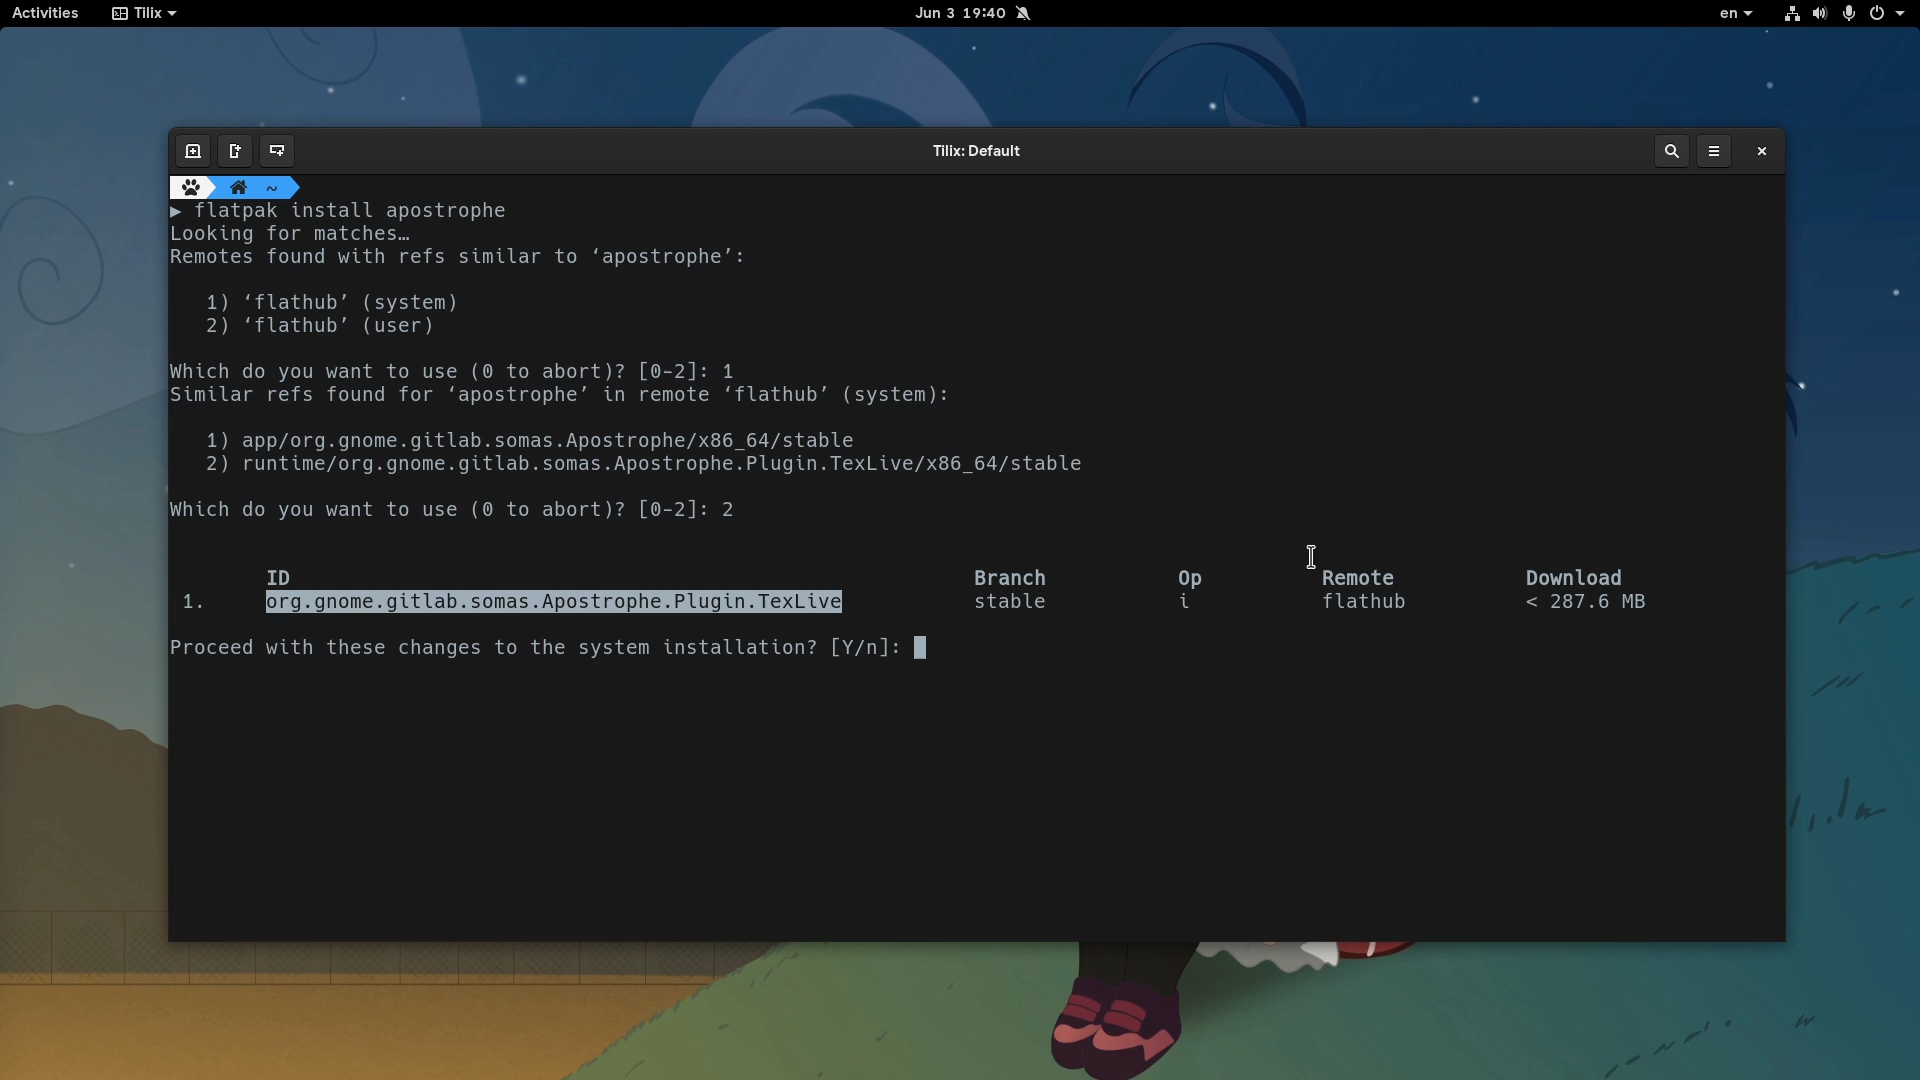 Activities Tilix Jun 3 19:40 en
Tilix: Default
~
▶ flatpak install apostrophe
Looking for matches…
Remotes found with refs similar to ‘apostrophe’:
1) ‘flathub’ (system)
2) ‘flathub’ (user)
Which do you want to use (0 to abort)? [0-2]: 1
Similar refs found for ‘apostrophe’ in remote ‘flathub’ (system):
1) app/org.gnome.gitlab.somas.Apostrophe/x86_64/stable
2) runtime/org.gnome.gitlab.somas.Apostrophe.Plugin.TexLive/x86_64/stable
Which do you want to use (0 to abort)? [0-2]: 2
ID Branch Op Remote Download
1. org.gnome.gitlab.somas.Apostrophe.Plugin.TexLive stable i flathub < 287.6 MB
Proceed with these changes to the system installation? [Y/n]: